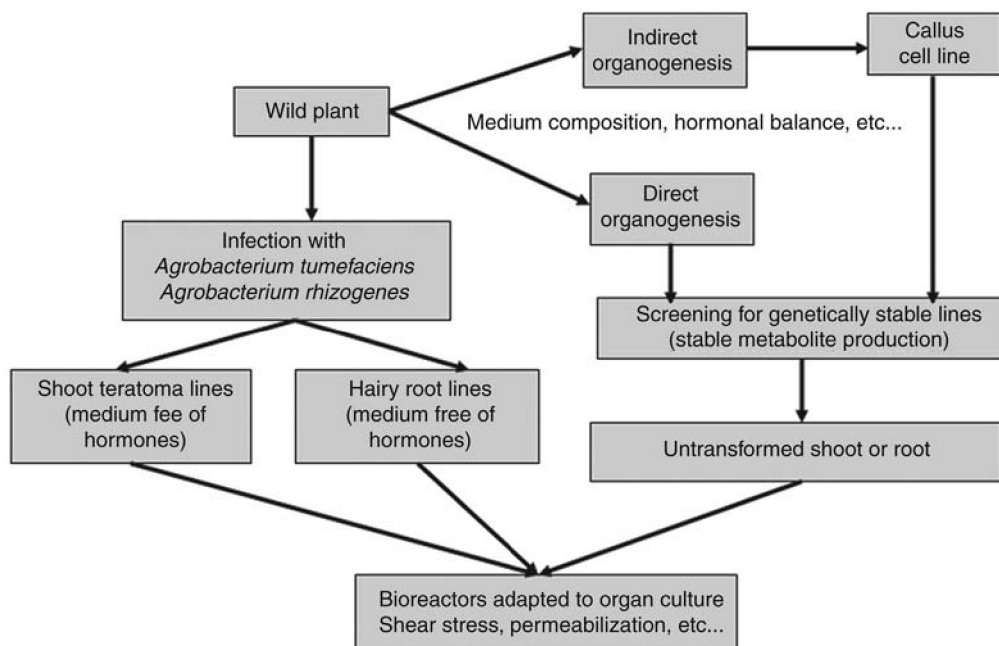 Indirect
organogenesis
Callus
cell line
Wild plant
Medium composition, hormonal balance, etc...
Direct
organogenesis
Infection with
Agrobacterium tumefaciens
Agrobacterium rhizogenes
Screening for genetically stable lines
(stable metabolite production)
Shoot teratoma lines
(medium fee of
hormones)
Hairy root lines
(medium free of
hormones)
Untransformed shoot or root
Bioreactors adapted to organ culture
Shear stress, permeabilization, etc...